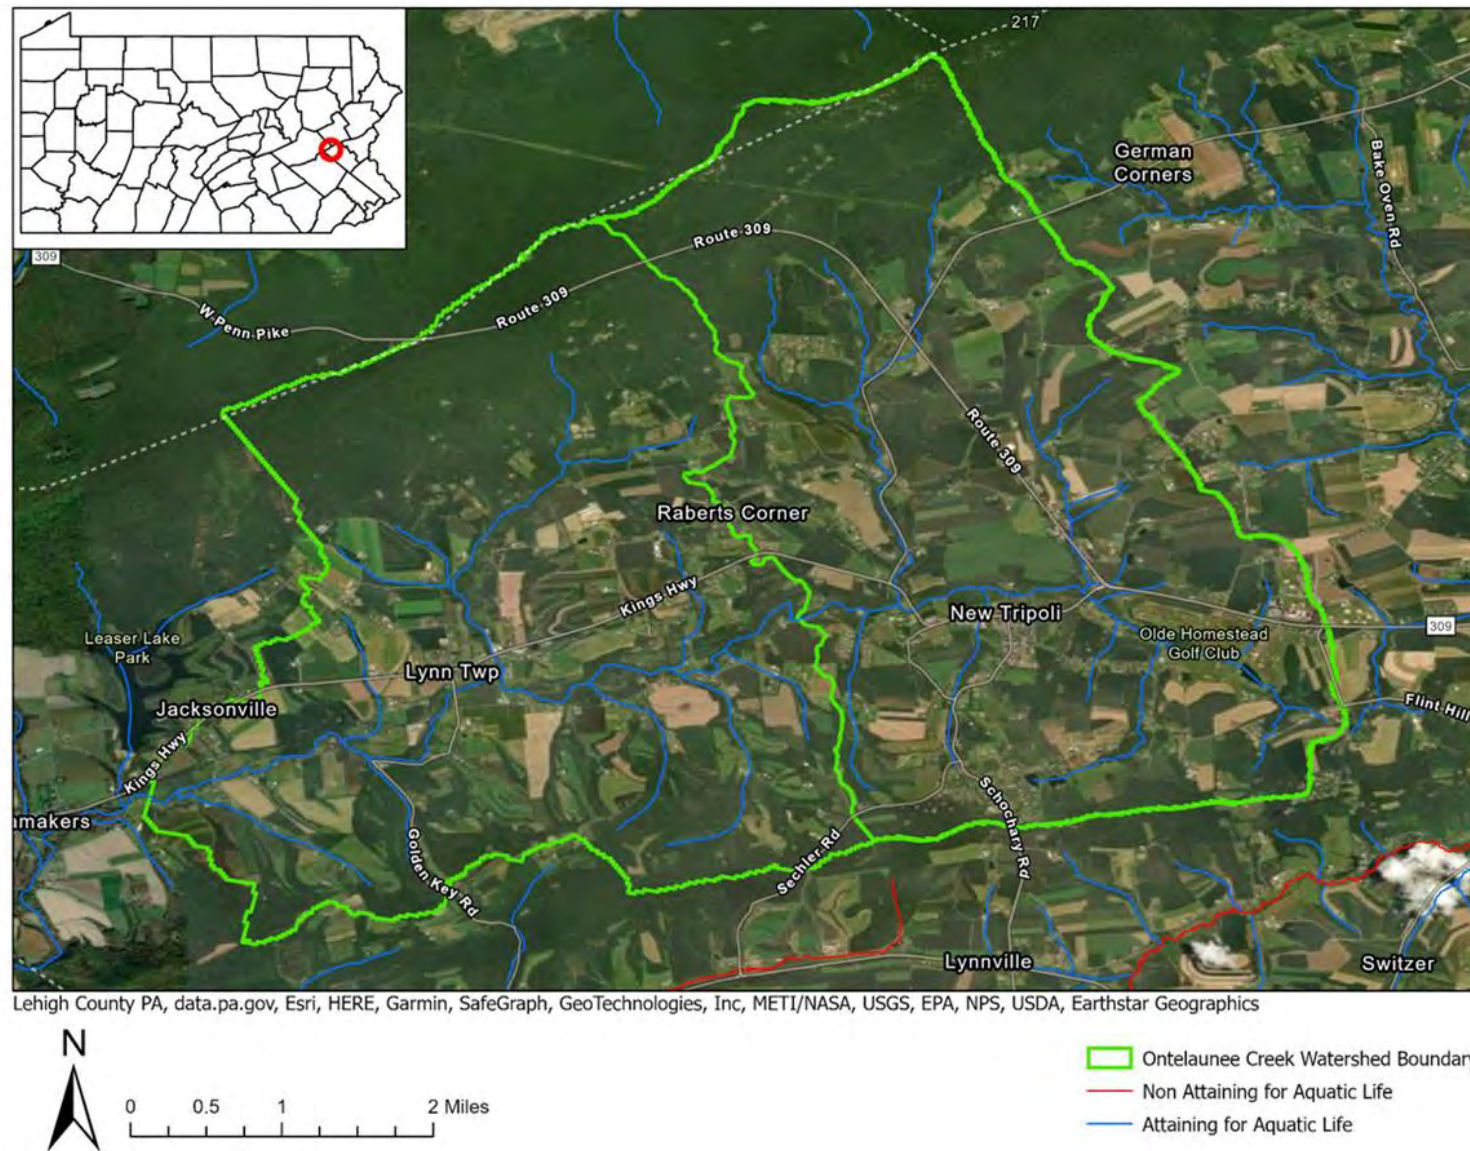 217
German
Corners
Bake Oven Rd
309
Route 309
W Penn Pike
Route 309
Route 309
Raberts Corner
Kings Hwy
New Tripoli
Olde Homestead
Golf Club
309
Leaser Lake
Park
Lynn Twp
Jacksonville
Flint Hill
Kings Hwy
amakers
Golden Key Rd
Sechler Rd
Schochary Rd
Lynnville
Switzer
Lehigh County PA, data.pa.gov, Esri, HERE, Garmin, SafeGraph, GeoTechnologies, Inc, METI/NASA, USGS, EPA, NPS, USDA, Earthstar Geographics
N
0 0.5 1 2 Miles
Ontelaunee Creek Watershed Boundary
Non Attaining for Aquatic Life
Attaining for Aquatic Life